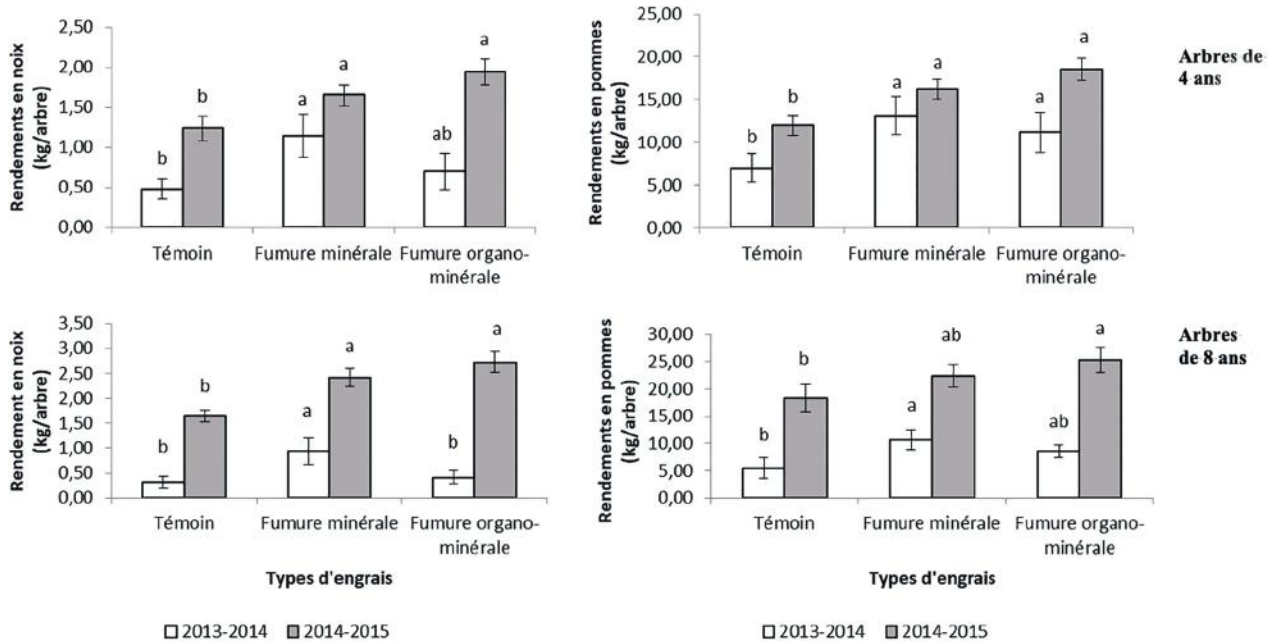 Rendements en noix
(kg/arbre)
2,50
2,00
1,50
1,00
0,50
0,00
b
b
a
a
ab
a
Témoin
Fumure minérale
Fumure organo-
minérale
Rendements en pommes
(kg/arbre)
25,00
20,00
15,00
10,00
5,00
0,00
b
b
a
a
a
a
Témoin
Fumure minérale
Fumure organo-
minérale
Arbres de
4 ans
Rendement en noix
(kg/arbre)
3,50
3,00
2,50
2,00
1,50
1,00
0,50
0,00
b
b
a
a
b
a
Témoin
Fumure minérale
Fumure organo-
minérale
Types d'engrais
2013-2014
2014-2015
Rendements en pommes
(kg/arbre)
30,00
25,00
20,00
15,00
10,00
5,00
0,00
b
b
a
ab
ab
a
Témoin
Fumure minérale
Fumure organo-
minérale
Types d'engrais
2013-2014
2014-2015
Arbres
de 8 ans